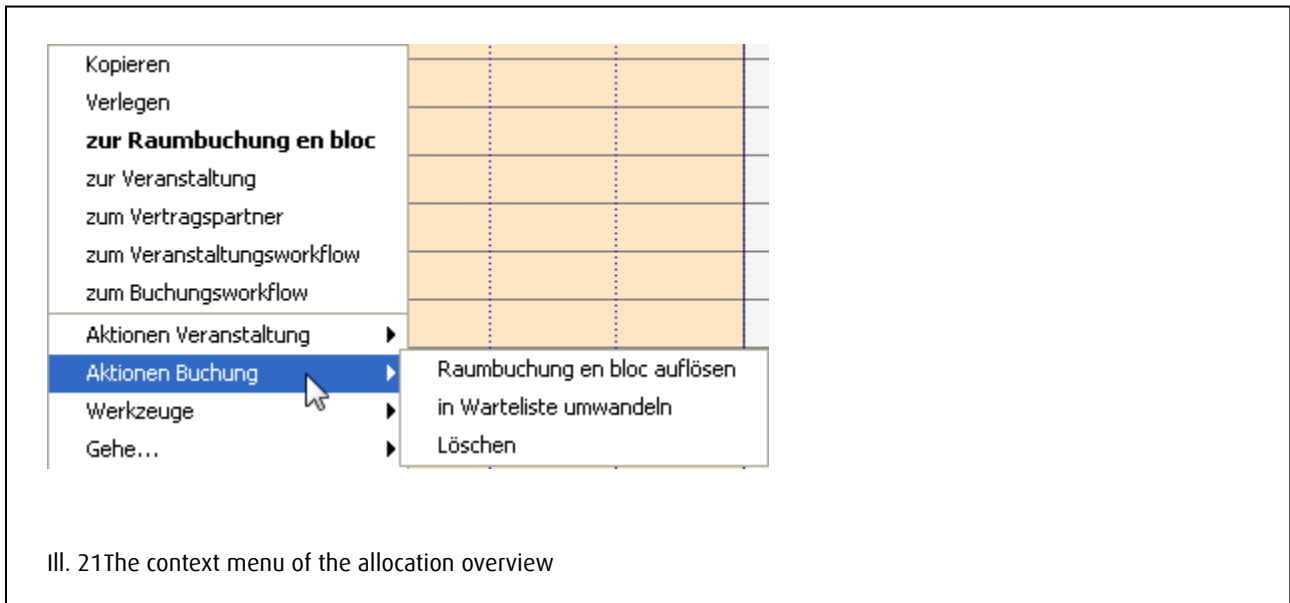 Kopieren
Verlegen
zur Raumbuchung en bloc
zur Veranstaltung
zum Vertragspartner
zum Veranstaltungsworkflow
zum Buchungsworkflow
Aktionen Veranstaltung
Aktionen Buchung
Werkzeuge
Gehe...
Raumbuchung en bloc auflösen
in Warteliste umwandeln
Löschen
Ill. 21The context menu of the allocation overview